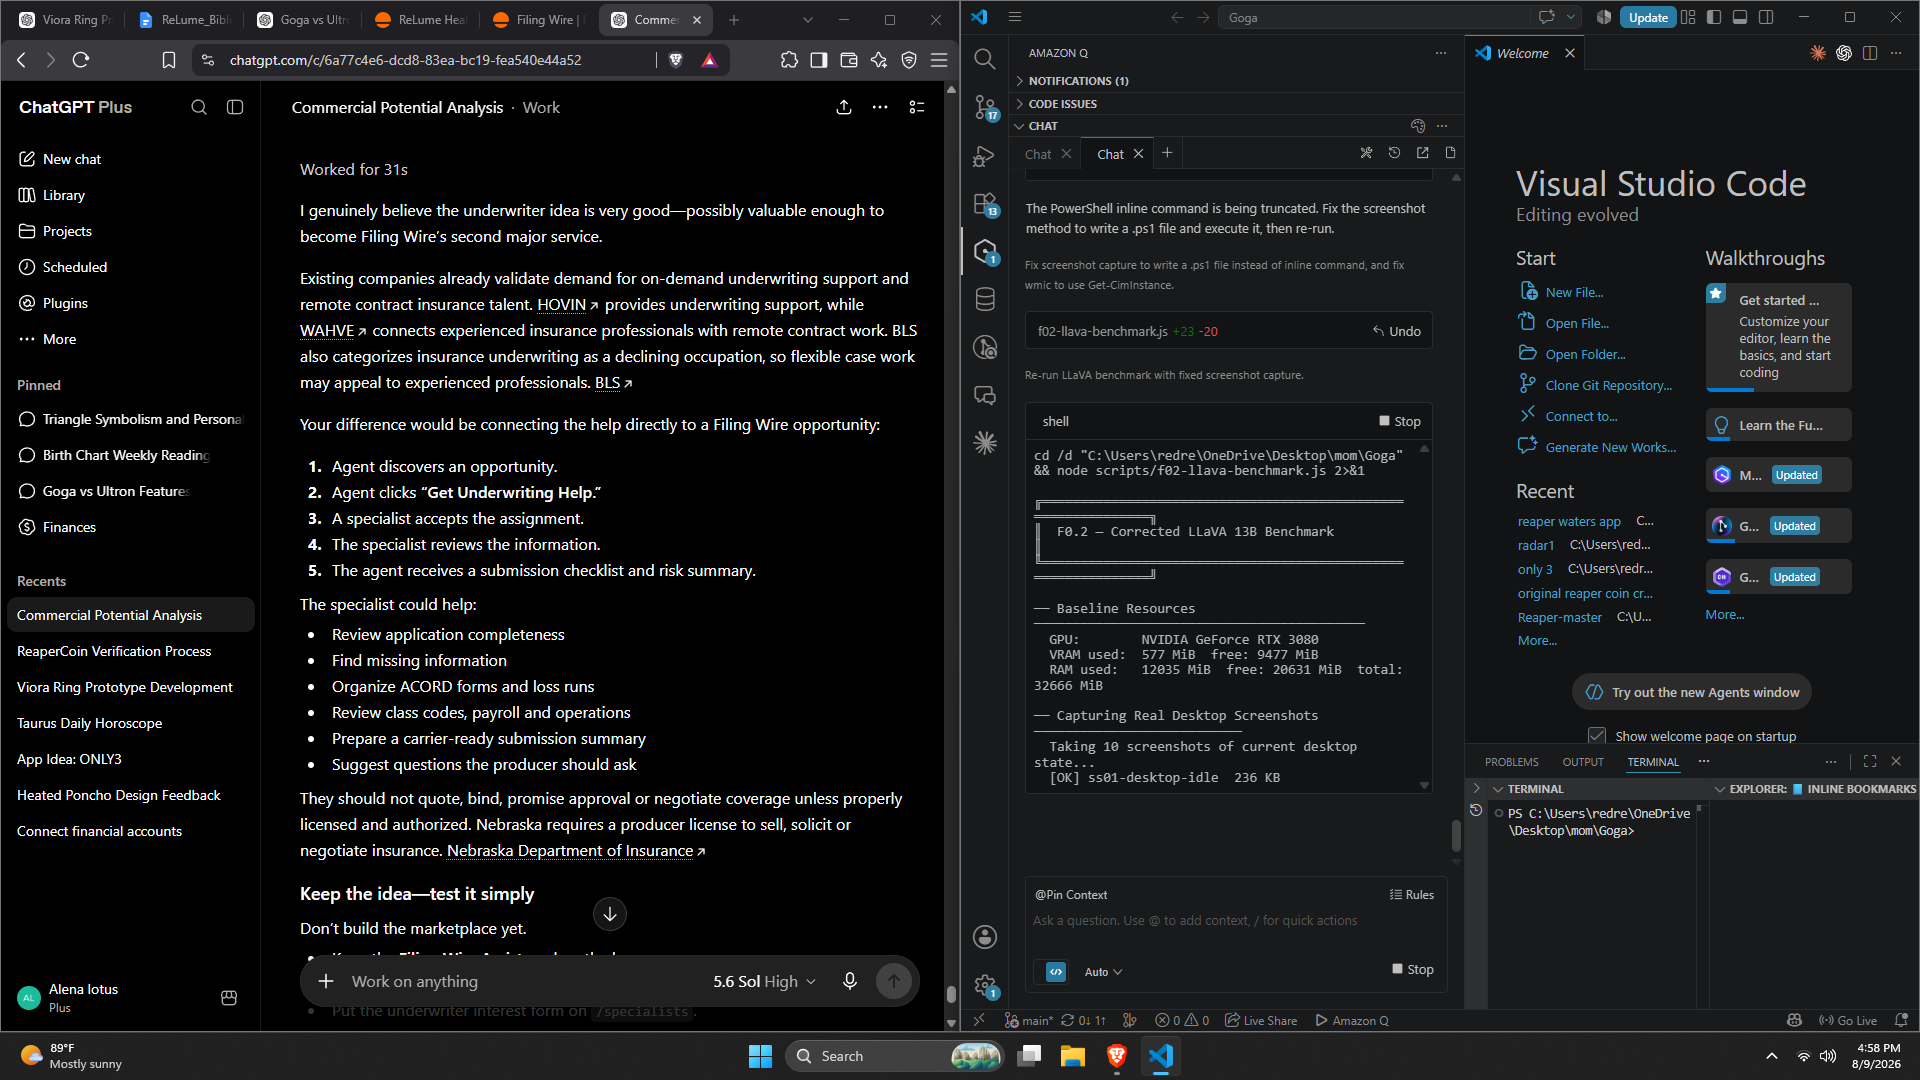 Viora Ring Pr
ReLume_Bibl
Goga vs Ultr
ReLume Hea
Filing Wire |
Commer
chatgpt.com/c/6a77c4e6-dcd8-83ea-bc19-fea540e44a52
ChatGPT Plus
New chat
Library
Projects
Scheduled
Plugins
More
Pinned
Triangle Symbolism and Persona
Birth Chart Weekly Reading
Goga vs Ultron Features
Finances
Recents
Commercial Potential Analysis
ReaperCoin Verification Process
Viora Ring Prototype Development
Taurus Daily Horoscope
App Idea: ONLY3
Heated Poncho Design Feedback
Connect financial accounts
AL
Alena lotus
Plus
Commercial Potential Analysis · Work
Worked for 31s
I genuinely believe the underwriter idea is very good—possibly valuable enough to
become Filing Wire's second major service.
Existing companies already validate demand for on-demand underwriting support and
remote contract insurance talent. HOVIN ↗ provides underwriting support, while
WAHVE ↗ connects experienced insurance professionals with remote contract work. BLS
also categorizes insurance underwriting as a declining occupation, so flexible case work
may appeal to experienced professionals. BLS ↗
Your difference would be connecting the help directly to a Filing Wire opportunity:
1. Agent discovers an opportunity.
2. Agent clicks “Get Underwriting Help.”
3. A specialist accepts the assignment.
4. The specialist reviews the information.
5. The agent receives a submission checklist and risk summary.
The specialist could help:
• Review application completeness
• Find missing information
• Organize ACORD forms and loss runs
• Review class codes, payroll and operations
• Prepare a carrier-ready submission summary
• Suggest questions the producer should ask
They should not quote, bind, promise approval or negotiate coverage unless properly
licensed and authorized. Nebraska requires a producer license to sell, solicit or
negotiate insurance. Nebraska Department of Insurance ↗
Keep the idea—test it simply
Don't build the marketplace yet.
Work on anything
5.6 Sol High
• Put the underwriter interest form on /specialists.
Goga
Update
AMAZON Q
NOTIFICATIONS (1)
CODE ISSUES
CHAT
Chat
Chat
17
13
1
1
The PowerShell inline command is being truncated. Fix the screenshot
method to write a .ps1 file and execute it, then re-run.
Fix screenshot capture to write a .ps1 file instead of inline command, and fix
wmic to use Get-CimInstance.
f02-llava-benchmark.js +23 -20
Undo
Re-run LLaVA benchmark with fixed screenshot capture.
shell
Stop
cd /d "C:\Users\redre\OneDrive\Desktop\mom\Goga"
&& node scripts/f02-llava-benchmark.js 2>&1
F0.2 — Corrected LLaVA 13B Benchmark
── Baseline Resources
GPU: NVIDIA GeForce RTX 3080
VRAM used: 577 MiB free: 9477 MiB
RAM used: 12035 MiB free: 20631 MiB total:
32666 MiB
── Capturing Real Desktop Screenshots
Taking 10 screenshots of current desktop
state...
[OK] ss01-desktop-idle 236 KB
@Pin Context
Rules
Ask a question. Use @ to add context, / for quick actions
Auto
Stop
Welcome
Visual Studio Code
Editing evolved
Start
New File...
Open File...
Open Folder...
Clone Git Repository...
Connect to...
Generate New Works...
Recent
reaper waters app C...
radar1 C:\Users\red...
only 3 C:\Users\redr...
original reaper coin cr...
Reaper-master C:\U...
More...
Walkthroughs
Get started ...
Customize your
editor, learn the
basics, and start
coding
Learn the Fu...
M... Updated
G... Updated
G... Updated
More...
Try out the new Agents window
Show welcome page on startup
PROBLEMS
OUTPUT
TERMINAL
TERMINAL
EXPLORER: INLINE BOOKMARKS
PS C:\Users\redre\OneDrive
\Desktop\mom\Goga>
main*
0↓ 1↑
0 0
Live Share
Amazon Q
Go Live
89°F
Mostly sunny
Search
4:58 PM
8/9/2026